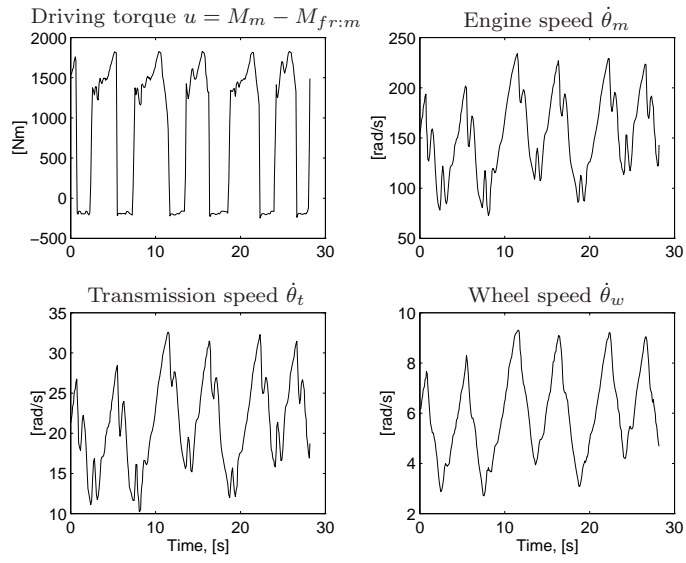 Driving torque u = M_m − M_{fr:m}
2000
1500
1000
500
0
−500
[Nm]
0 10 20 30
Engine speed θ̇_m
250
200
150
100
50
[rad/s]
0 10 20 30
Transmission speed θ̇_t
35
30
25
20
15
10
[rad/s]
0 10 20 30
Time, [s]
Wheel speed θ̇_w
10
8
6
4
2
[rad/s]
0 10 20 30
Time, [s]